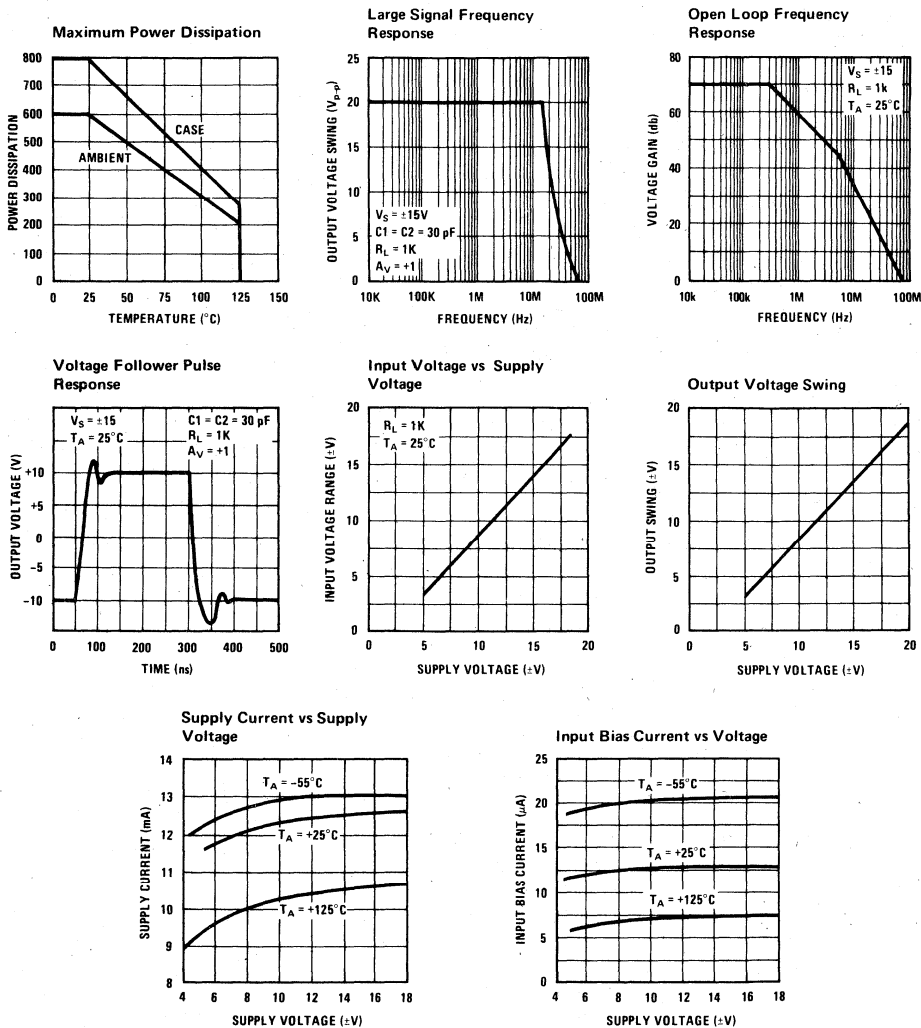 Maximum Power Dissipation
POWER DISSIPATION
800
700
600
500
400
300
200
100
0
CASE
AMBIENT
0 25 50 75 100 125 150
TEMPERATURE (°C)
Large Signal Frequency
Response
OUTPUT VOLTAGE SWING (Vp-p)
25
20
15
10
5
0
VS = ±15V
C1 = C2 = 30 pF
RL = 1K
AV = +1
10K 100K 1M 10M 100M
FREQUENCY (Hz)
Open Loop Frequency
Response
VOLTAGE GAIN (db)
80
60
40
20
0
VS = ±15
RL = 1k
TA = 25°C
10k 100k 1M 10M 100M
FREQUENCY (Hz)
Voltage Follower Pulse
Response
OUTPUT VOLTAGE (V)
+10
+5
0
-5
-10
VS = ±15
TA = 25°C
C1 = C2 = 30 pF
RL = 1K
AV = +1
0 100 200 300 400 500
TIME (ns)
Input Voltage vs Supply
Voltage
INPUT VOLTAGE RANGE (±V)
20
15
10
5
0
RL = 1K
TA = 25°C
0 5 10 15 20
SUPPLY VOLTAGE (±V)
Output Voltage Swing
OUTPUT SWING (±V)
20
15
10
5
0
0 5 10 15 20
SUPPLY VOLTAGE (±V)
Supply Current vs Supply
Voltage
SUPPLY CURRENT (mA)
14
13
12
11
10
9
8
TA = -55°C
TA = +25°C
TA = +125°C
4 6 8 10 12 14 16 18
SUPPLY VOLTAGE (±V)
Input Bias Current vs Voltage
INPUT BIAS CURRENT (µA)
25
20
15
10
5
0
TA = -55°C
TA = +25°C
TA = +125°C
4 6 8 10 12 14 16 18
SUPPLY VOLTAGE (±V)